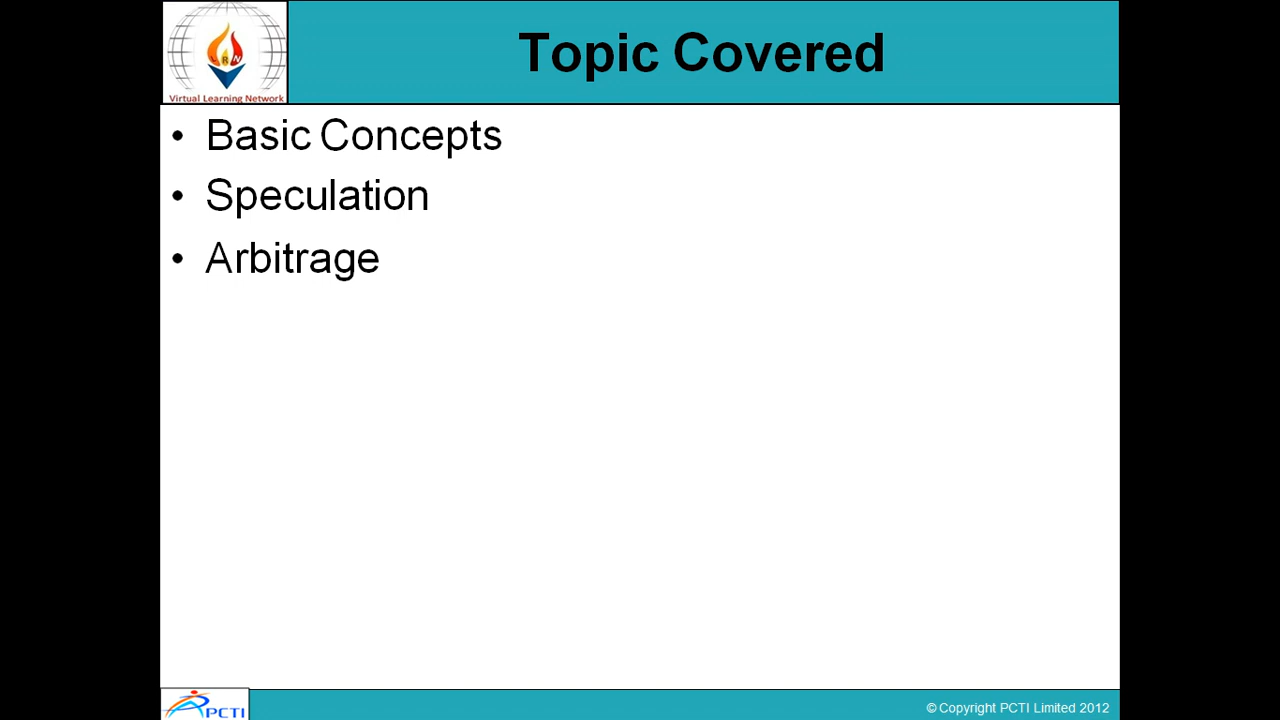 Topic Covered
Virtual Learning Network
• Basic Concepts
• Speculation
• Arbitrage
PCTI
© Copyright PCTI Limited 2012